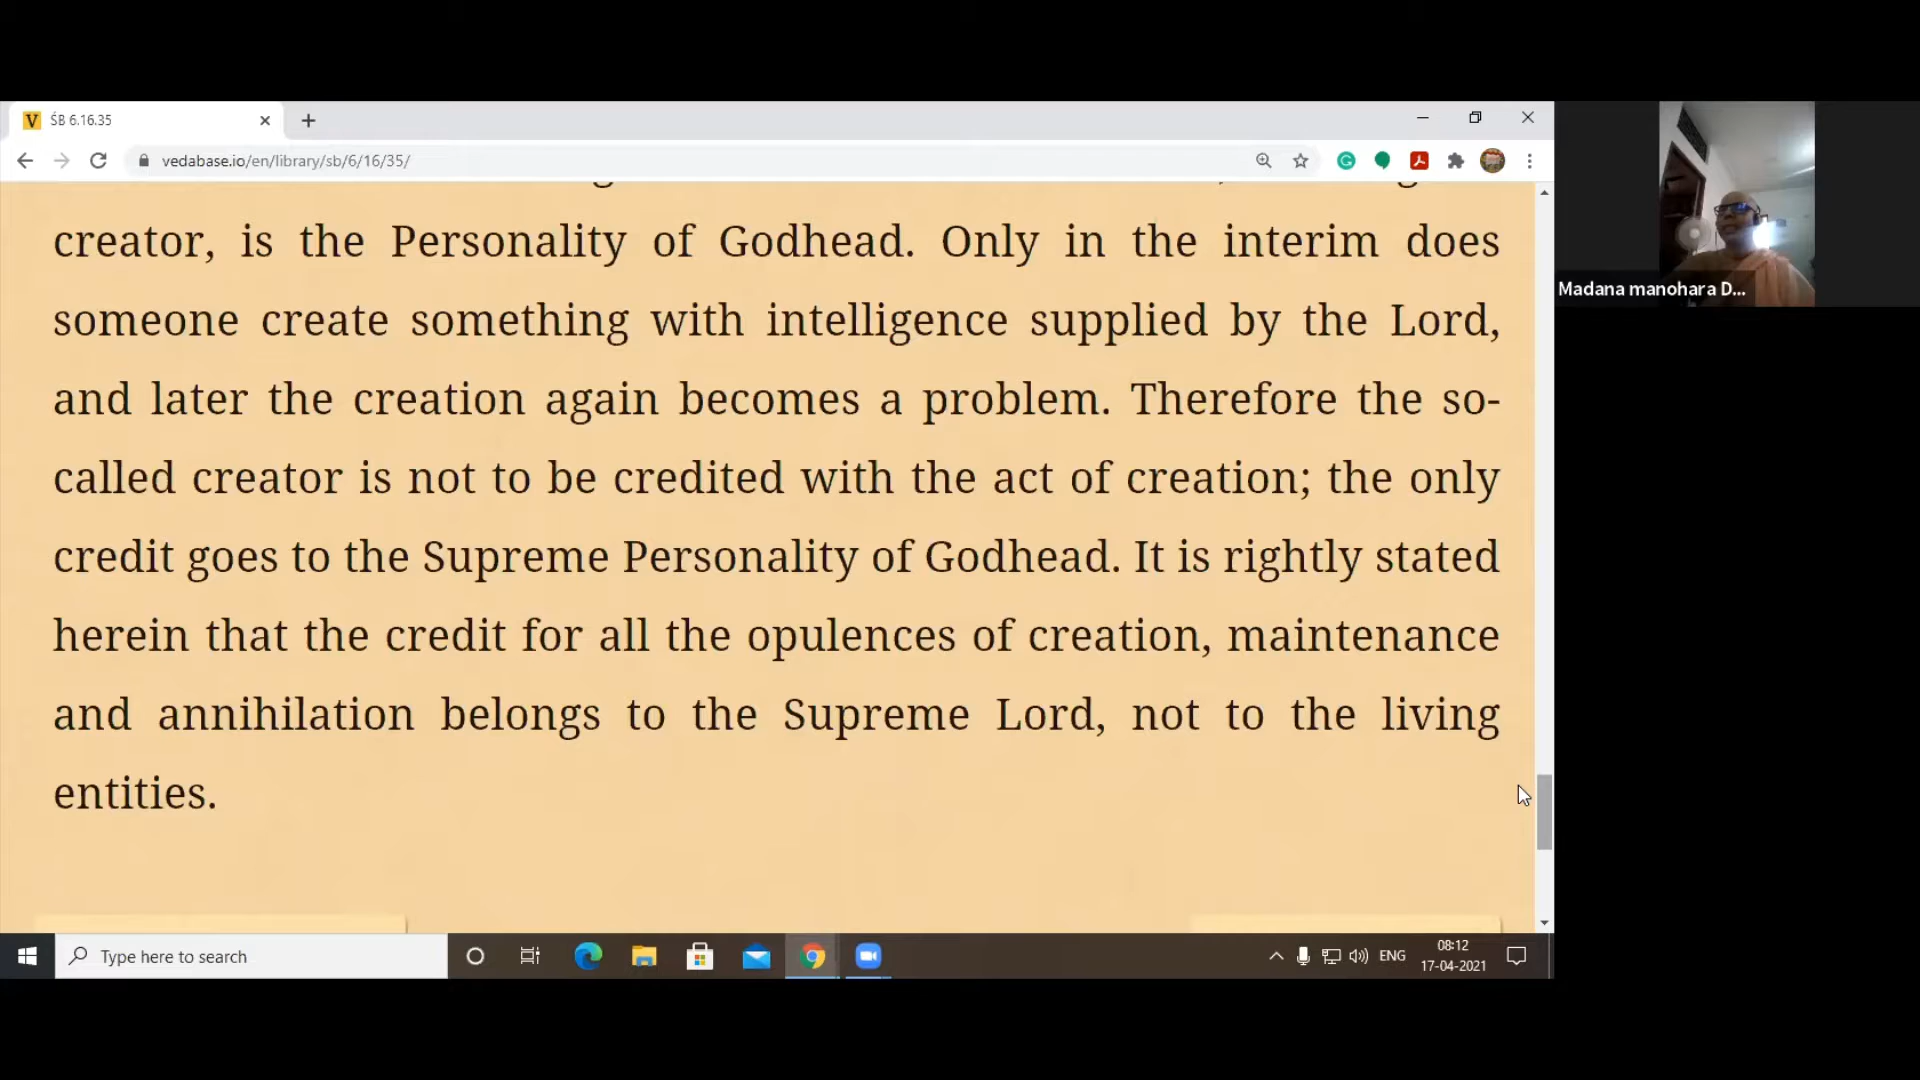 ŚB 6.16.35
vedabase.io/en/library/sb/6/16/35/
creator, is the Personality of Godhead. Only in the interim does
someone create something with intelligence supplied by the Lord,
and later the creation again becomes a problem. Therefore the so-
called creator is not to be credited with the act of creation; the only
credit goes to the Supreme Personality of Godhead. It is rightly stated
herein that the credit for all the opulences of creation, maintenance
and annihilation belongs to the Supreme Lord, not to the living
entities.
Madana manohara D...
Type here to search
ENG
08:12
17-04-2021